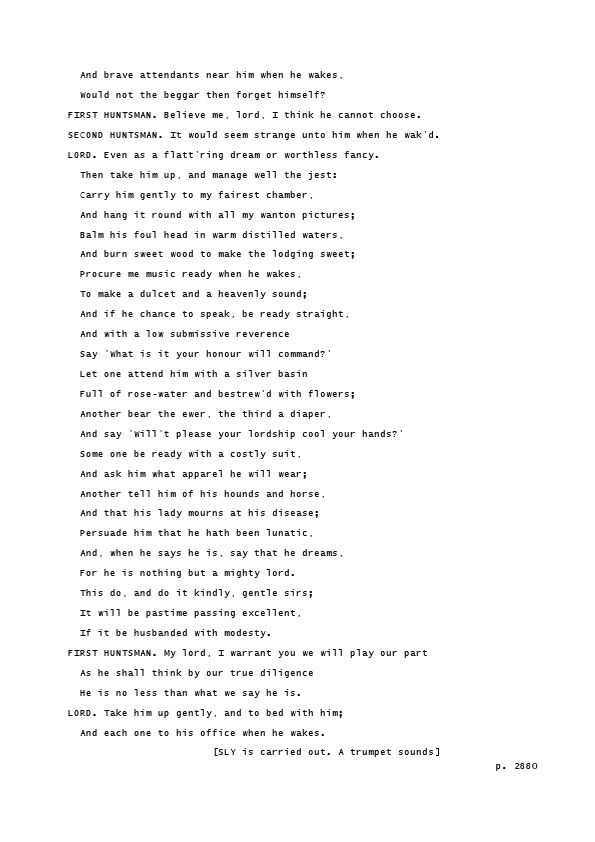 And brave attendants near him when he wakes,
Would not the beggar then forget himself?
FIRST HUNTSMAN. Believe me, lord, I think he cannot choose.
SECOND HUNTSMAN. It would seem strange unto him when he wak'd.
LORD. Even as a flatt'ring dream or worthless fancy.
Then take him up, and manage well the jest:
Carry him gently to my fairest chamber,
And hang it round with all my wanton pictures;
Balm his foul head in warm distilled waters,
And burn sweet wood to make the lodging sweet;
Procure me music ready when he wakes,
To make a dulcet and a heavenly sound;
And if he chance to speak, be ready straight,
And with a low submissive reverence
Say 'What is it your honour will command?'
Let one attend him with a silver basin
Full of rose-water and bestrew'd with flowers;
Another bear the ewer, the third a diaper,
And say 'Will't please your lordship cool your hands?'
Some one be ready with a costly suit,
And ask him what apparel he will wear;
Another tell him of his hounds and horse,
And that his lady mourns at his disease;
Persuade him that he hath been lunatic,
And, when he says he is, say that he dreams,
For he is nothing but a mighty lord.
This do, and do it kindly, gentle sirs;
It will be pastime passing excellent,
If it be husbanded with modesty.
FIRST HUNTSMAN. My lord, I warrant you we will play our part
As he shall think by our true diligence
He is no less than what we say he is.
LORD. Take him up gently, and to bed with him;
And each one to his office when he wakes.
[SLY is carried out. A trumpet sounds]
p. 2880